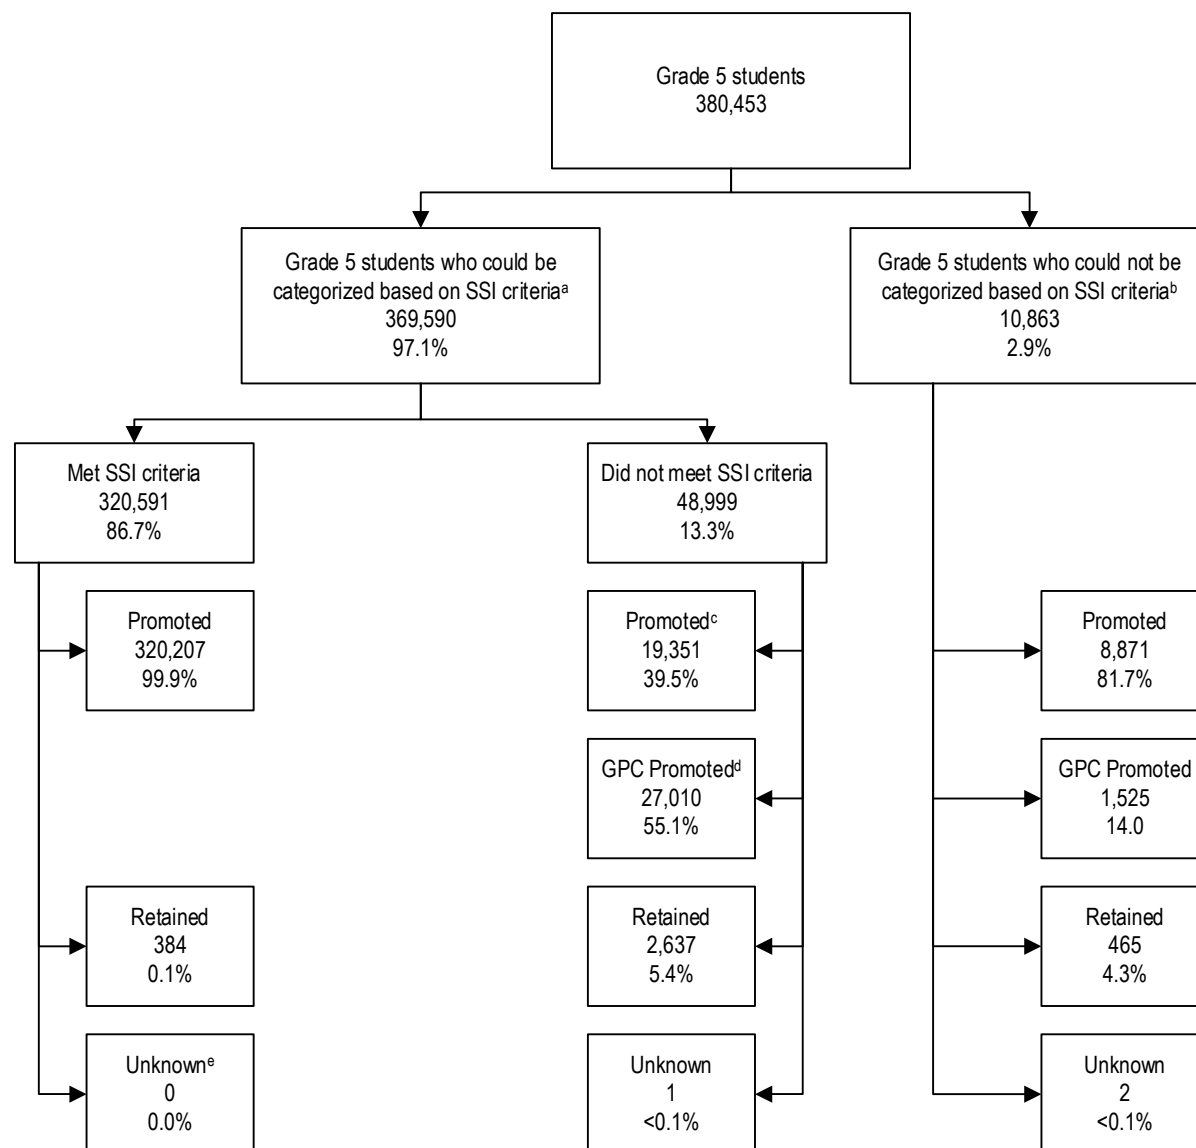 Grade 5 students
380,453
Grade 5 students who could be
categorized based on SSI criteriaᵃ
369,590
97.1%
Grade 5 students who could not be
categorized based on SSI criteriaᵇ
10,863
2.9%
Met SSI criteria
320,591
86.7%
Did not meet SSI criteria
48,999
13.3%
Promoted
320,207
99.9%
Promotedᶜ
19,351
39.5%
Promoted
8,871
81.7%
GPC Promotedᵈ
27,010
55.1%
GPC Promoted
1,525
14.0
Retained
384
0.1%
Retained
2,637
5.4%
Retained
465
4.3%
Unknownᵉ
0
0.0%
Unknown
1
<0.1%
Unknown
2
<0.1%